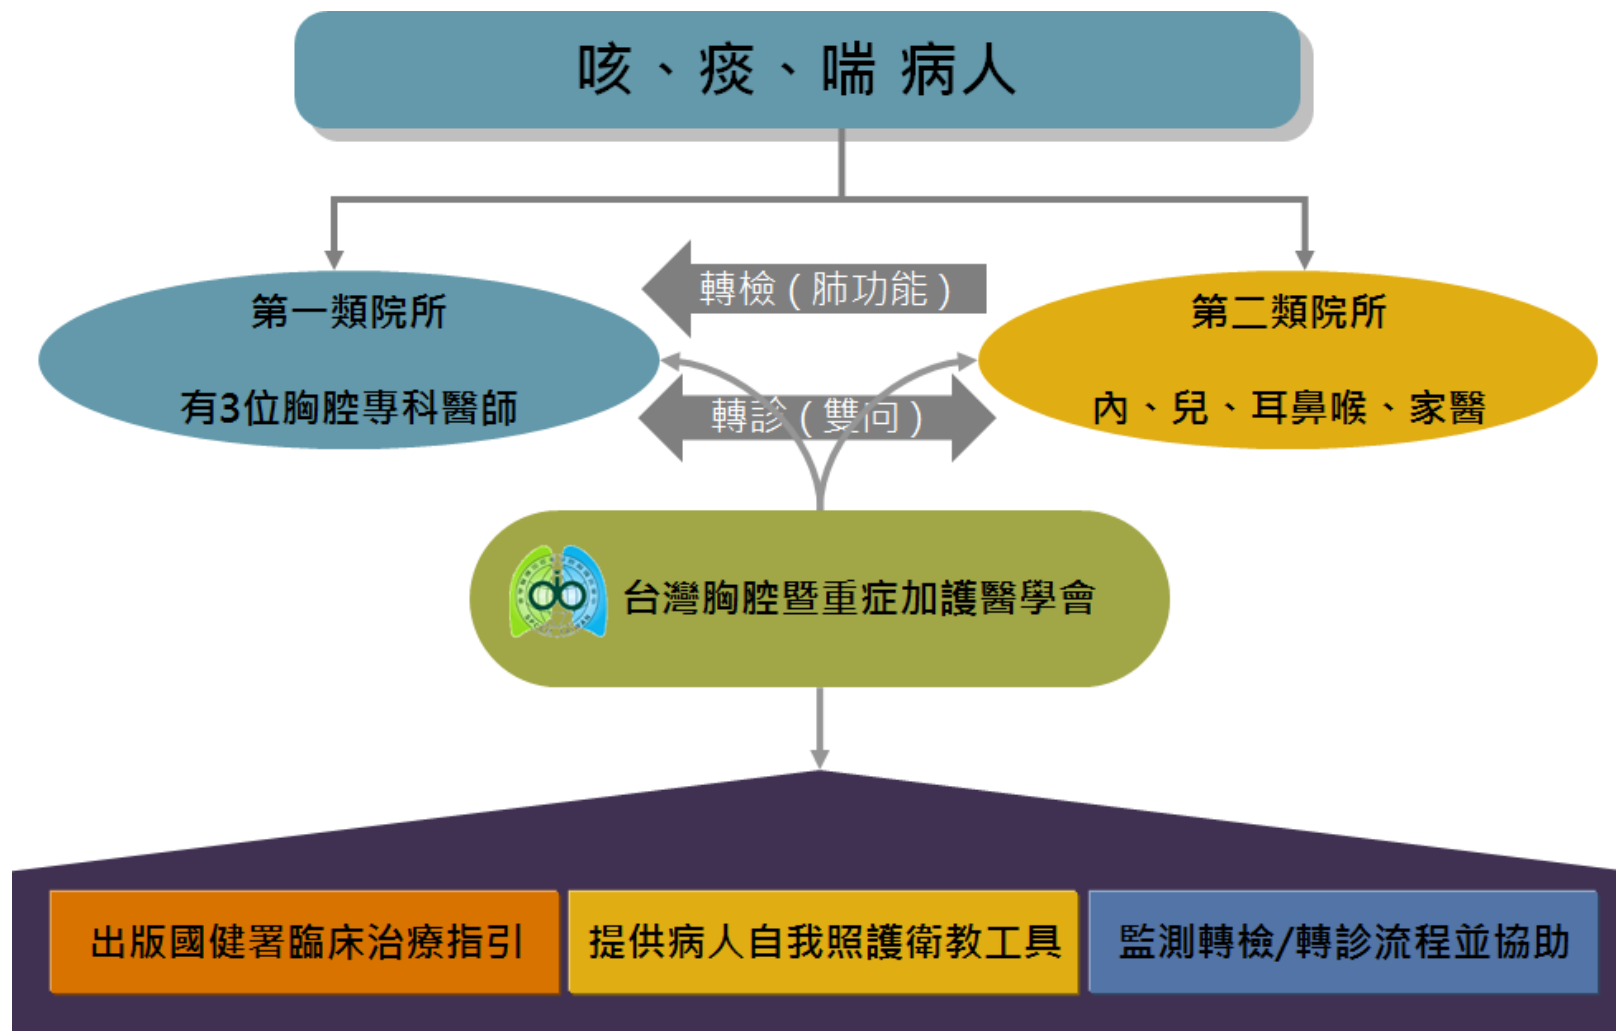 咳、痰、喘 病人
轉檢(肺功能)
第一類院所
有3位胸腔專科醫師
第二類院所
內、兒、耳鼻喉、家醫
轉診(雙向)
台灣胸腔暨重症加護醫學會
出版國健署臨床治療指引
提供病人自我照護衛教工具
監測轉檢/轉診流程並協助